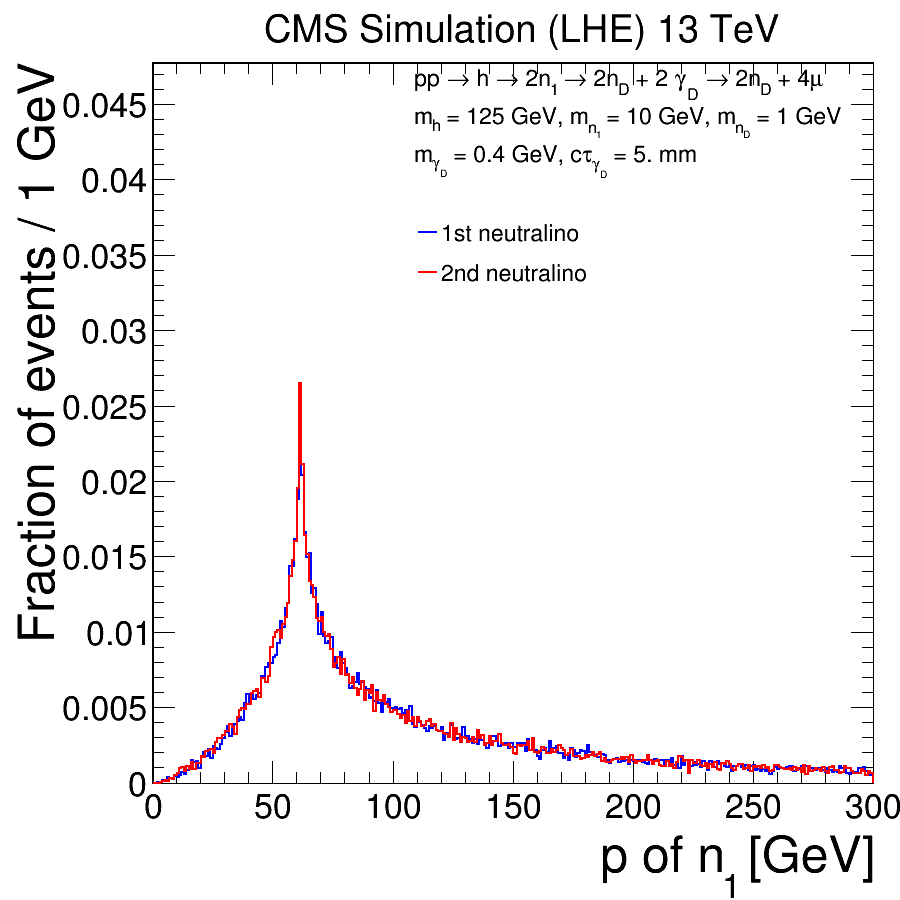 CMS Simulation (LHE) 13 TeV
pp → h → 2n1 → 2nD + 2 γD → 2nD + 4μ
mh = 125 GeV, mn1 = 10 GeV, mnD = 1 GeV
mγD = 0.4 GeV, cτγD = 5. mm
1st neutralino
2nd neutralino
Fraction of events / 1 GeV
0.045
0.04
0.035
0.03
0.025
0.02
0.015
0.01
0.005
0
0 50 100 150 200 250 300
p of n1 [GeV]